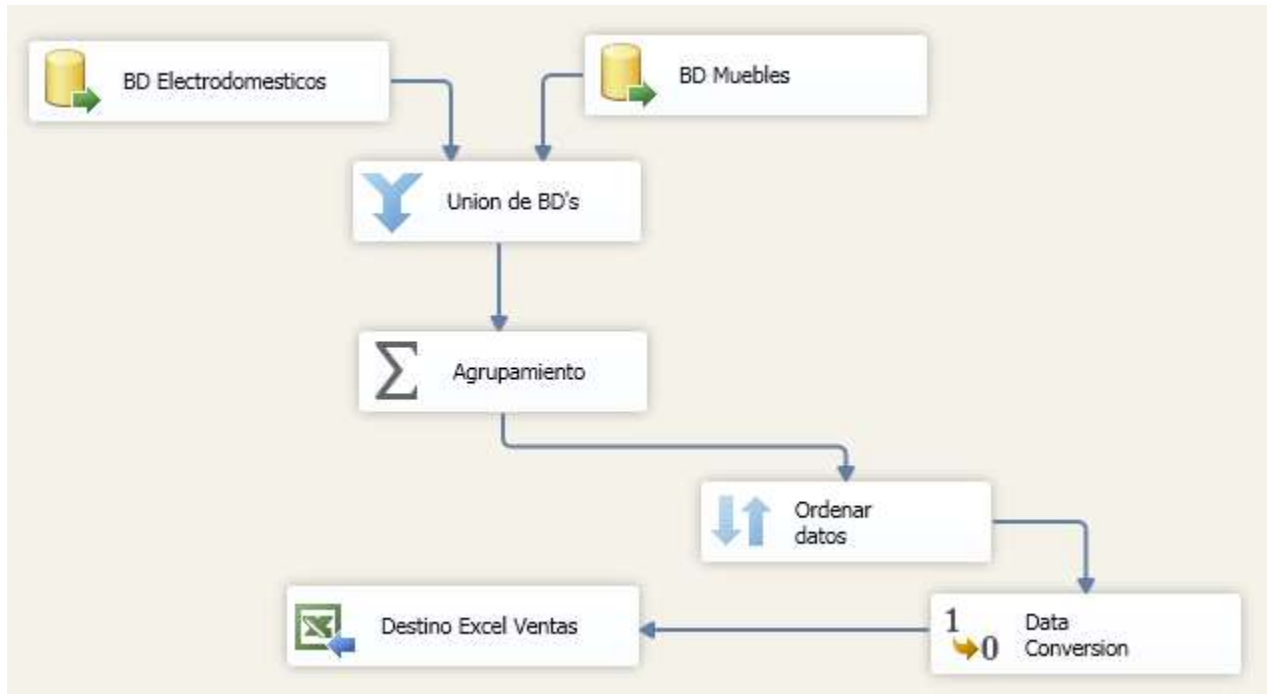 BD Electrodomesticos
BD Muebles
Union de BD's
Agrupamiento
Ordenar
datos
Destino Excel Ventas
1
0
Data
Conversion